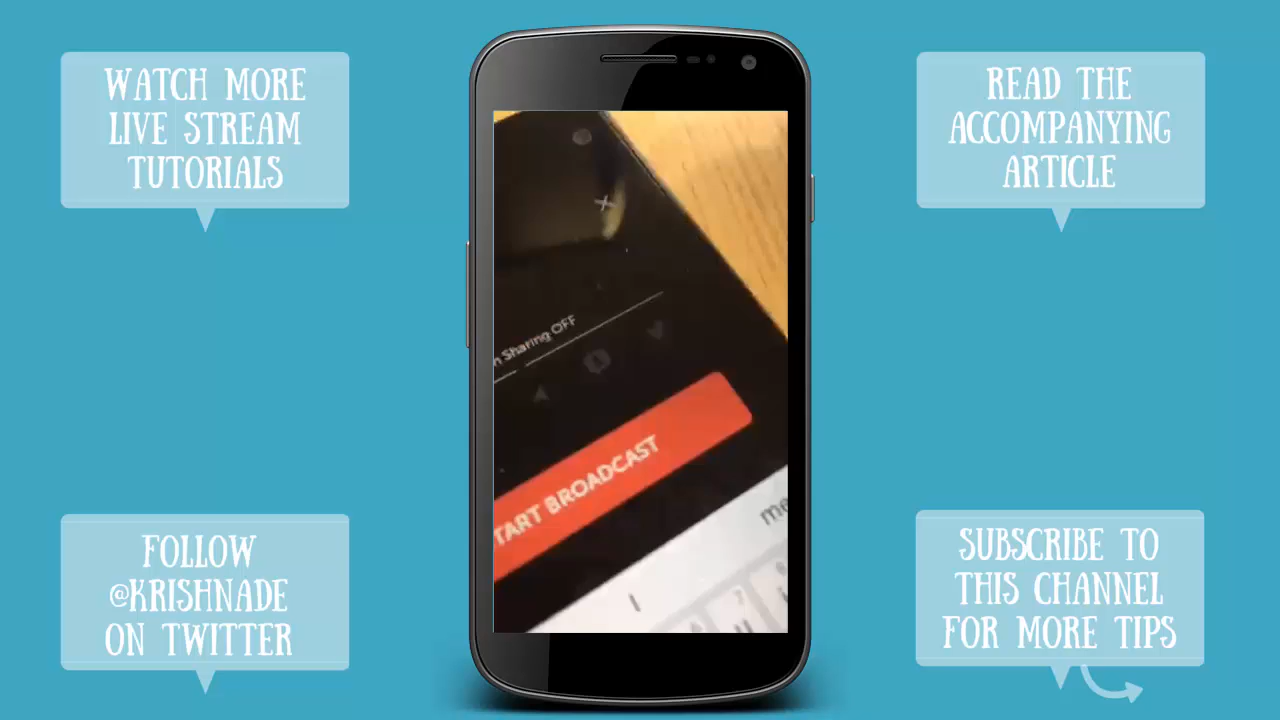 WATCH MORE
LIVE STREAM
TUTORIALS
READ THE
ACCOMPANYING
ARTICLE
Sharing OFF
BROADCAST
me
I
FOLLOW
@KRISHNADE
ON TWITTER
SUBSCRIBE TO
THIS CHANNEL
FOR MORE TIPS